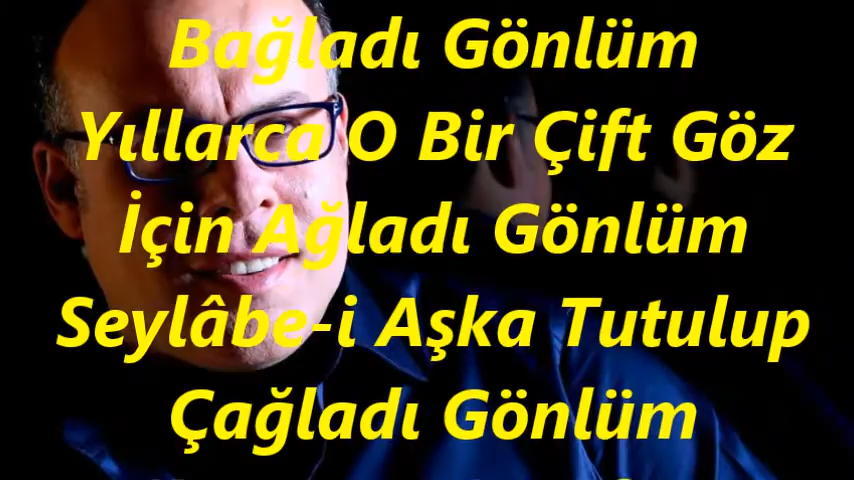 Bağladı Gönlüm
Yıllarca O Bir Çift Göz
İçin Ağladı Gönlüm
Seylâbe-i Aşka Tutulup
Çağladı Gönlüm